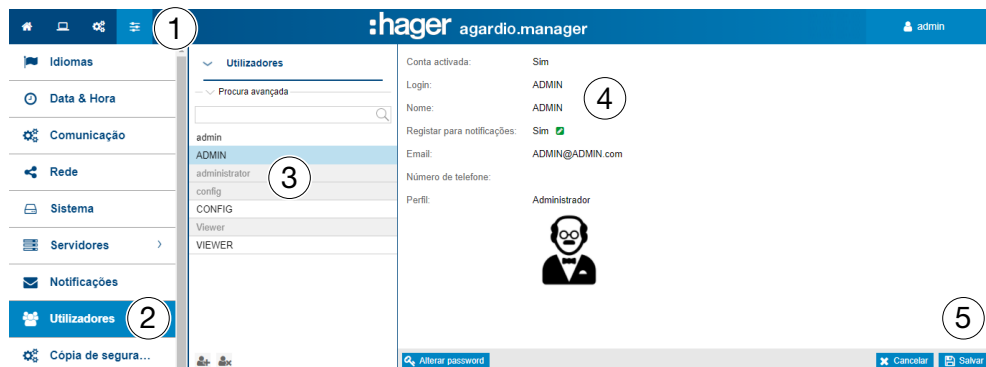 1
:hager agardio.manager
admin
Idiomas
Data & Hora
Comunicação
Rede
Sistema
Servidores
Notificações
Utilizadores
2
Cópia de segura...
Utilizadores
Procura avançada
admin
ADMIN
administrator
config
CONFIG
Viewer
VIEWER
3
Conta activada: Sim
Login: ADMIN
Nome: ADMIN
Registar para notificações: Sim
Email: ADMIN@ADMIN.com
Número de telefone:
Perfil: Administrador
4
5
Alterar password
Cancelar
Salvar